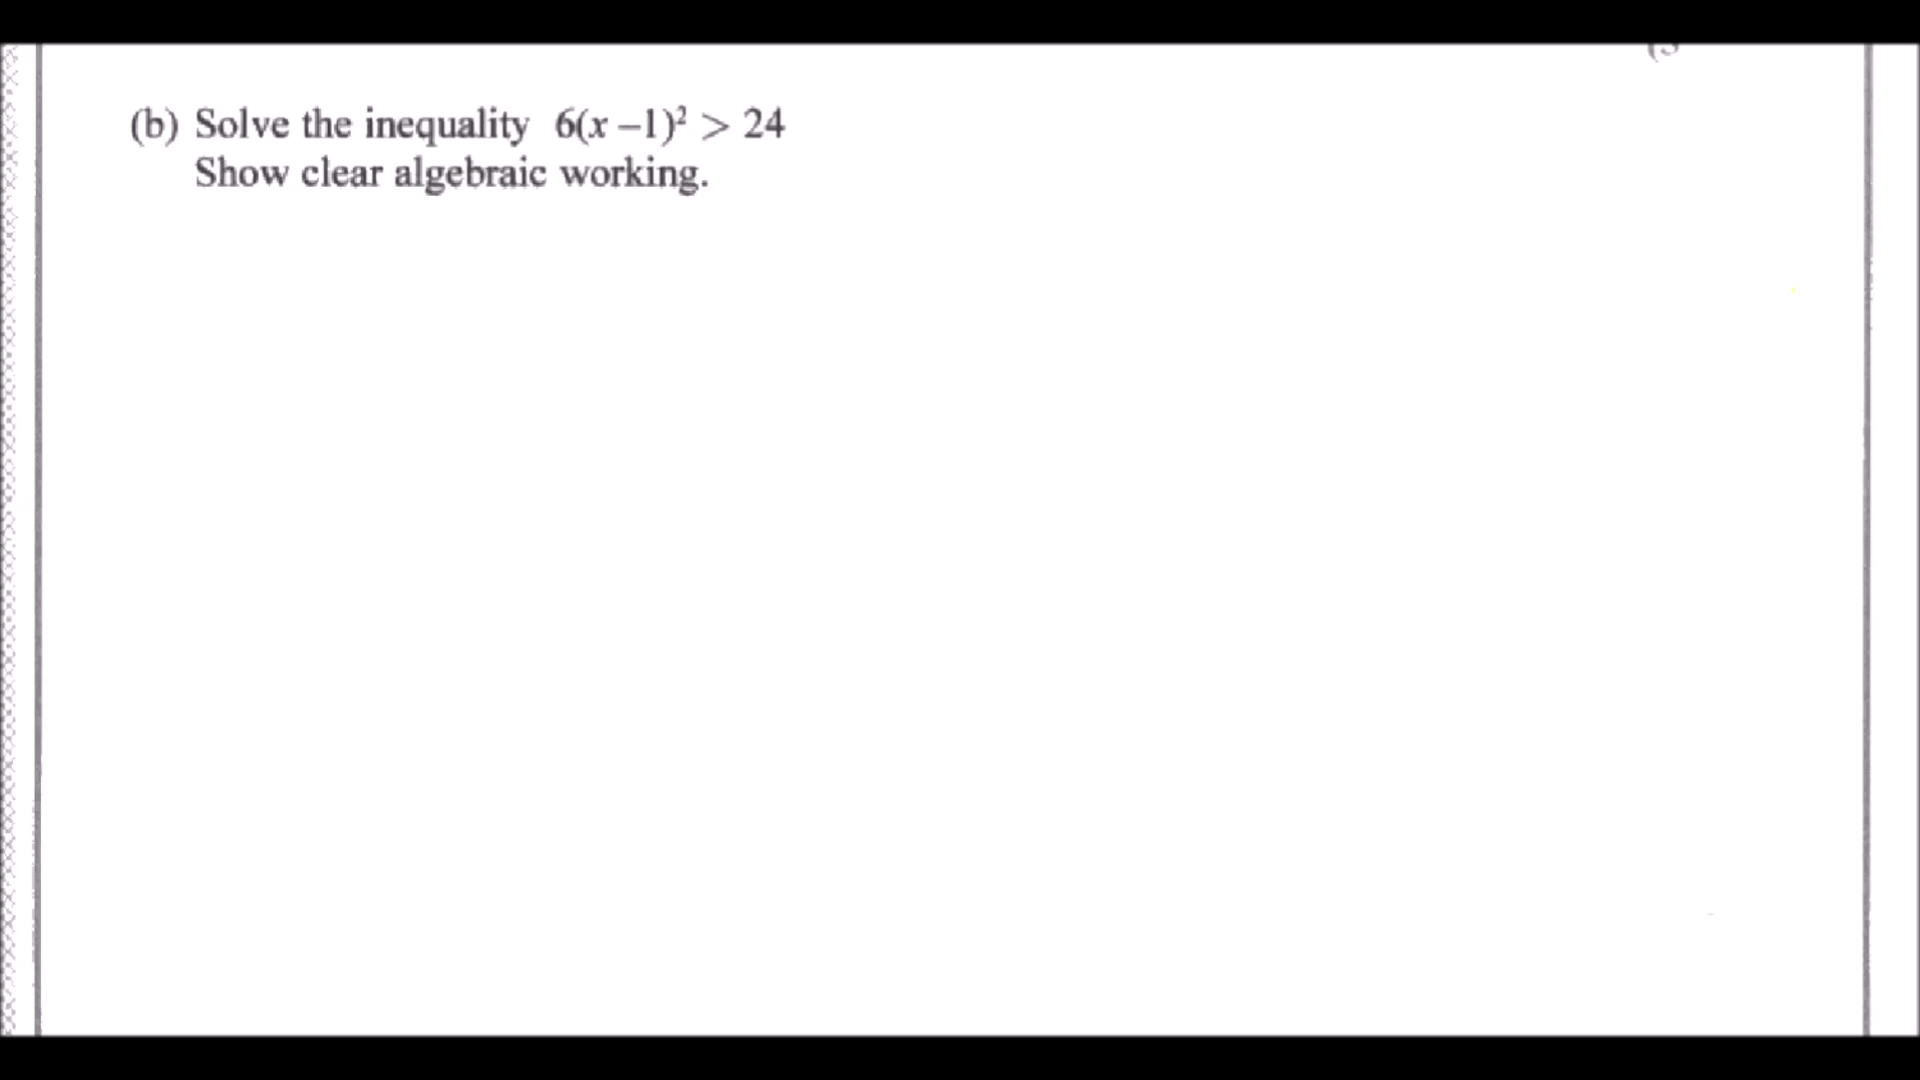 (b) Solve the inequality 6(x –1)² > 24
Show clear algebraic working.